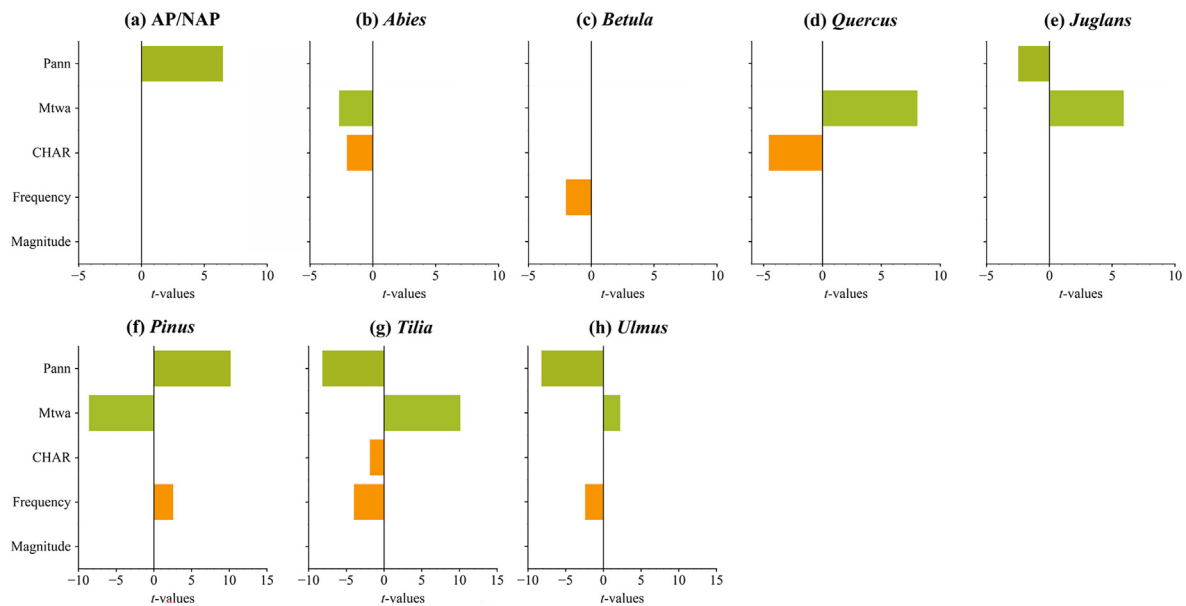 (a) AP/NAP
(b) Abies
(c) Betula
(d) Quercus
(e) Juglans
Pann
Mtwa
CHAR
Frequency
Magnitude
−5 0 5 10
−5 0 5 10
−5 0 5 10
−5 0 5 10
−5 0 5 10
t-values
t-values
t-values
t-values
t-values
(f) Pinus
(g) Tilia
(h) Ulmus
Pann
Mtwa
CHAR
Frequency
Magnitude
−10 −5 0 5 10 15
−10 −5 0 5 10 15
−10 −5 0 5 10 15
t-values
t-values
t-values